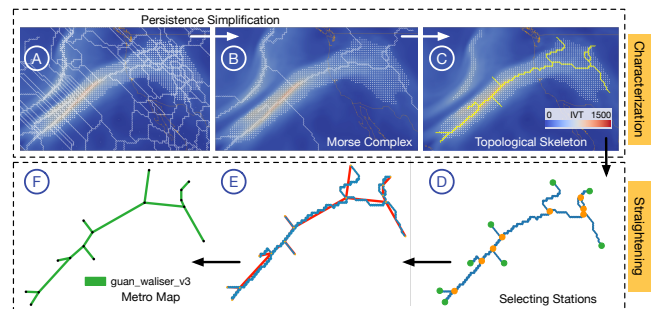 Persistence Simplification
A
B
C
Morse Complex
Topological Skeleton
0 IVT 1500
Characterization
F
E
D
guan_waliser_v3
Metro Map
Selecting Stations
Straightening